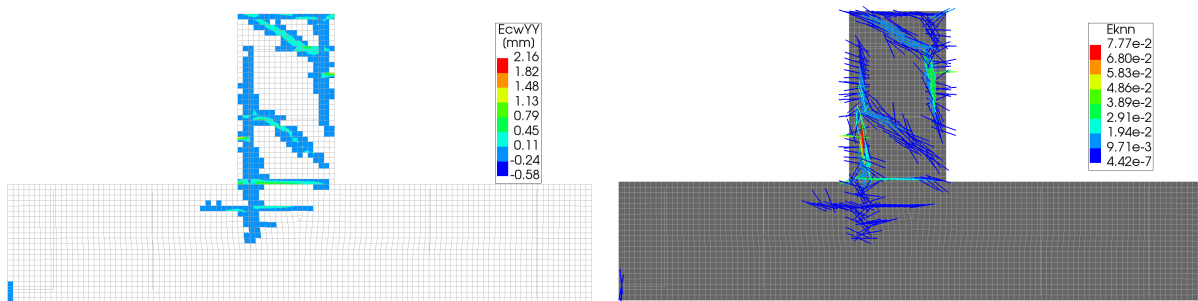 EcwYY
(mm)
2.16
1.82
1.48
1.13
0.79
0.45
0.11
-0.24
-0.58
Eknn
7.77e-2
6.80e-2
5.83e-2
4.86e-2
3.89e-2
2.91e-2
1.94e-2
9.71e-3
4.42e-7